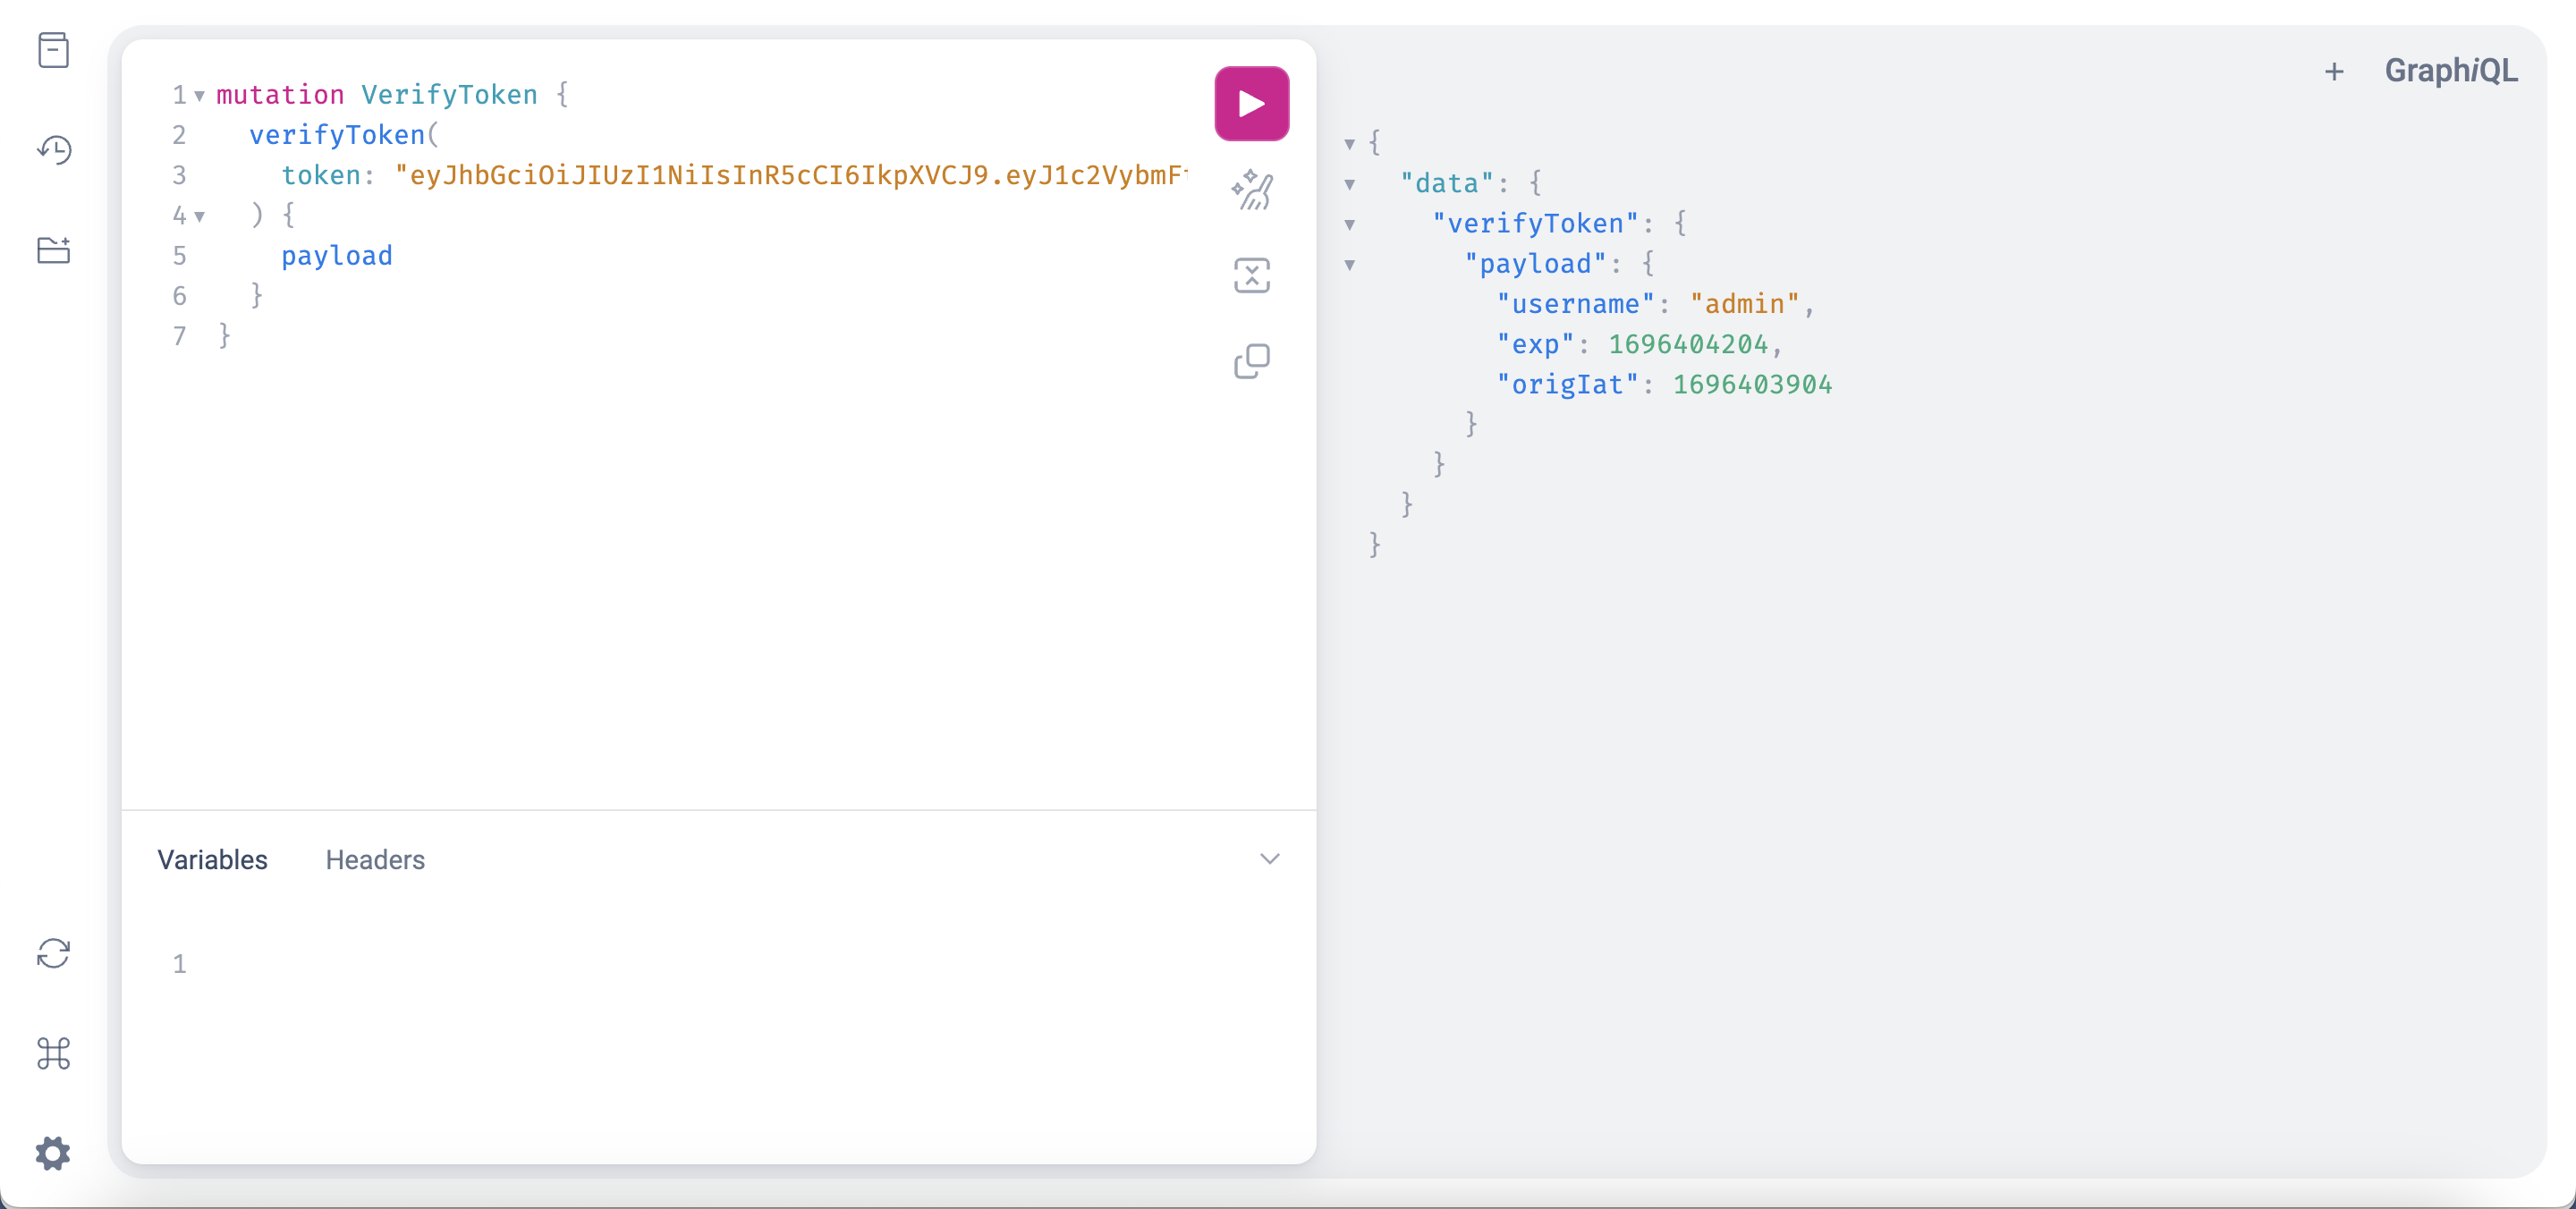 1 mutation VerifyToken {
2 verifyToken(
3 token: "eyJhbGciOiJIUzI1NiIsInR5cCI6IkpXVCJ9.eyJ1c2VybmF
4 ) {
5 payload
6 }
7 }
Variables Headers
1
+ GraphiQL
{
"data": {
"verifyToken": {
"payload": {
"username": "admin",
"exp": 1696404204,
"origIat": 1696403904
}
}
}
}